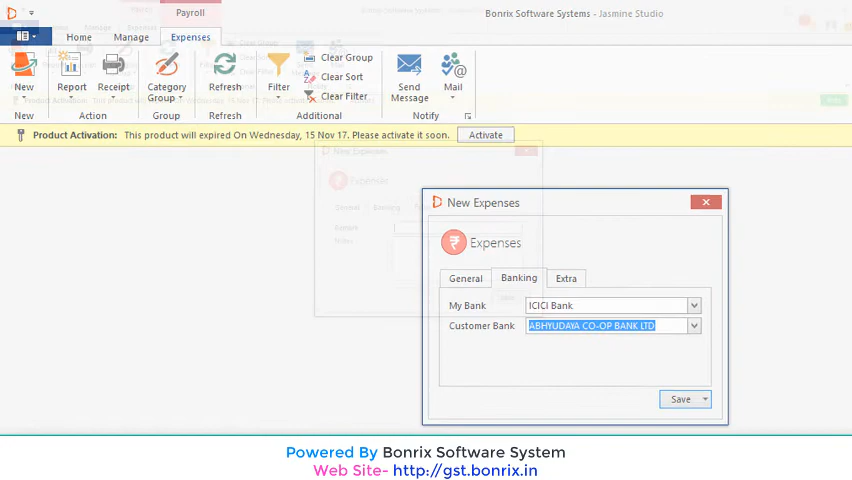 Payroll
Bonrix Software Systems - Jasmine Studio
Home Manage Expenses
New Report Receipt Category Group Refresh Filter Clear Group Clear Sort Clear Filter Send Message Mail
New Action Group Refresh Additional Notify
Product Activation: This product will expired On Wednesday, 15 Nov 17. Please activate it soon. Activate
New Expenses
Expenses
General Banking Extra
My Bank ICICI Bank
Customer Bank ABHYUDAYA CO-OP BANK LTD
Save
Powered By Bonrix Software System
Web Site- http://gst.bonrix.in